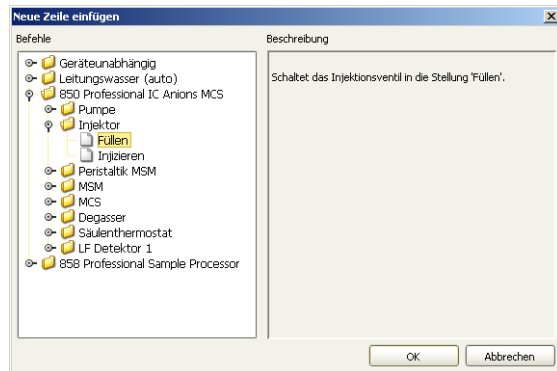 Neue Zeile einfügen
Befehle
Beschreibung
Geräteunabhängig
Leitungswasser (auto)
850 Professional IC Anions MCS
Pumpe
Injektor
Füllen
Injizieren
Peristaltik MSM
MSM
MCS
Degasser
Säulenthermostat
LF Detektor 1
858 Professional Sample Processor
Schaltet das Injektionsventil in die Stellung 'Füllen'.
OK
Abbrechen